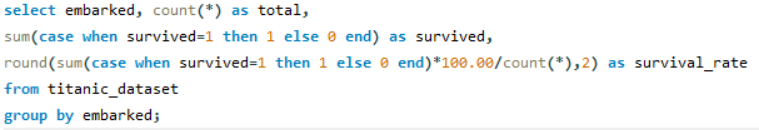 select embarked, count(*) as total,
sum(case when survived=1 then 1 else 0 end) as survived,
round(sum(case when survived=1 then 1 else 0 end)*100.00/count(*),2) as survival_rate
from titanic_dataset
group by embarked;